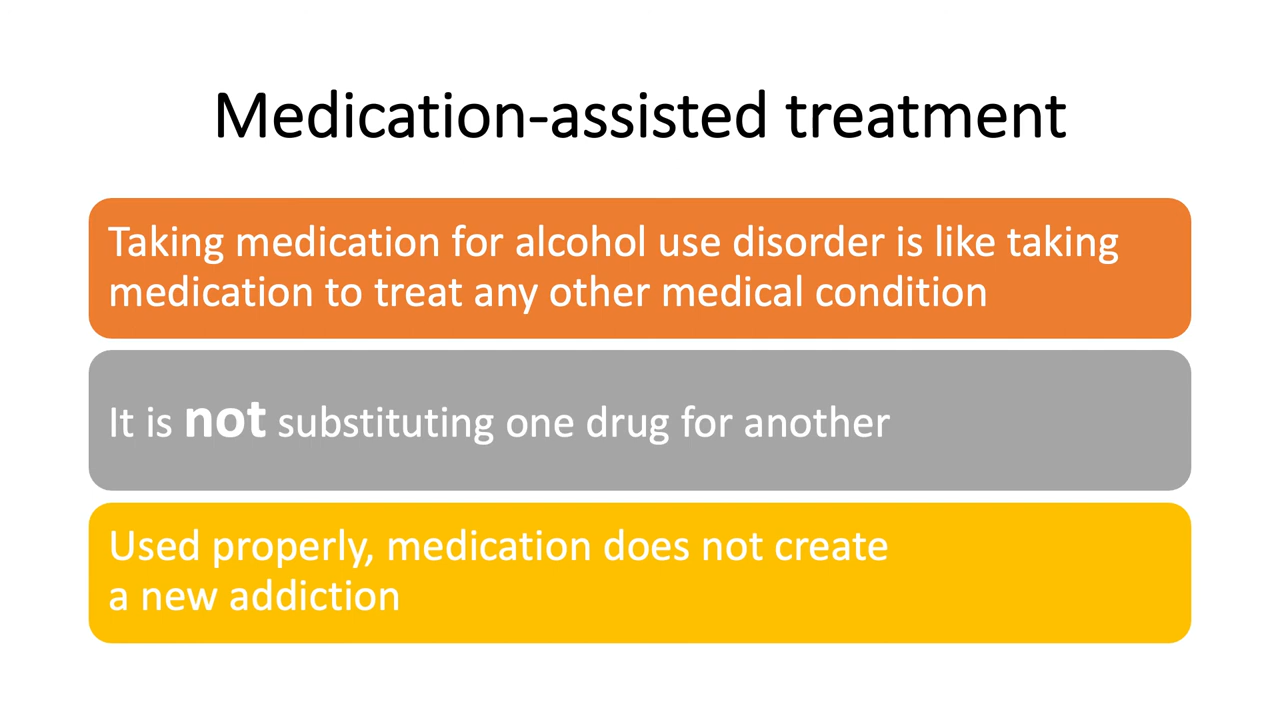 Medication-assisted treatment
Taking medication for alcohol use disorder is like taking
medication to treat any other medical condition
It is not substituting one drug for another
Used properly, medication does not create
a new addiction